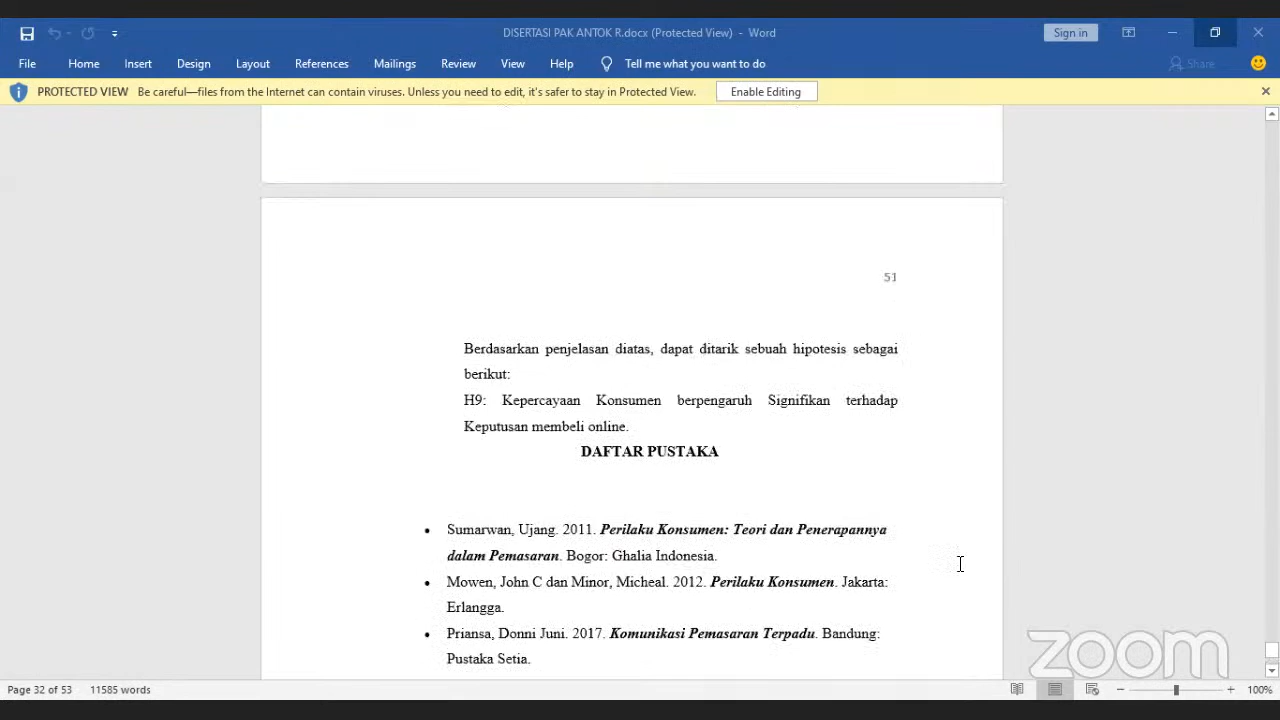 DISERTASI PAK ANTOK R.docx (Protected View) - Word
Sign in
File Home Insert Design Layout References Mailings Review View Help Tell me what you want to do Share
PROTECTED VIEW Be careful—files from the Internet can contain viruses. Unless you need to edit, it's safer to stay in Protected View. Enable Editing
51
Berdasarkan penjelasan diatas, dapat ditarik sebuah hipotesis sebagai
berikut:
H9: Kepercayaan Konsumen berpengaruh Signifikan terhadap
Keputusan membeli online.
DAFTAR PUSTAKA
• Sumarwan, Ujang. 2011. Perilaku Konsumen: Teori dan Penerapannya
dalam Pemasaran. Bogor: Ghalia Indonesia.
• Mowen, John C dan Minor, Micheal. 2012. Perilaku Konsumen. Jakarta:
Erlangga.
• Priansa, Donni Juni. 2017. Komunikasi Pemasaran Terpadu. Bandung:
Pustaka Setia.
zoom
Page 32 of 53 11585 words 100%